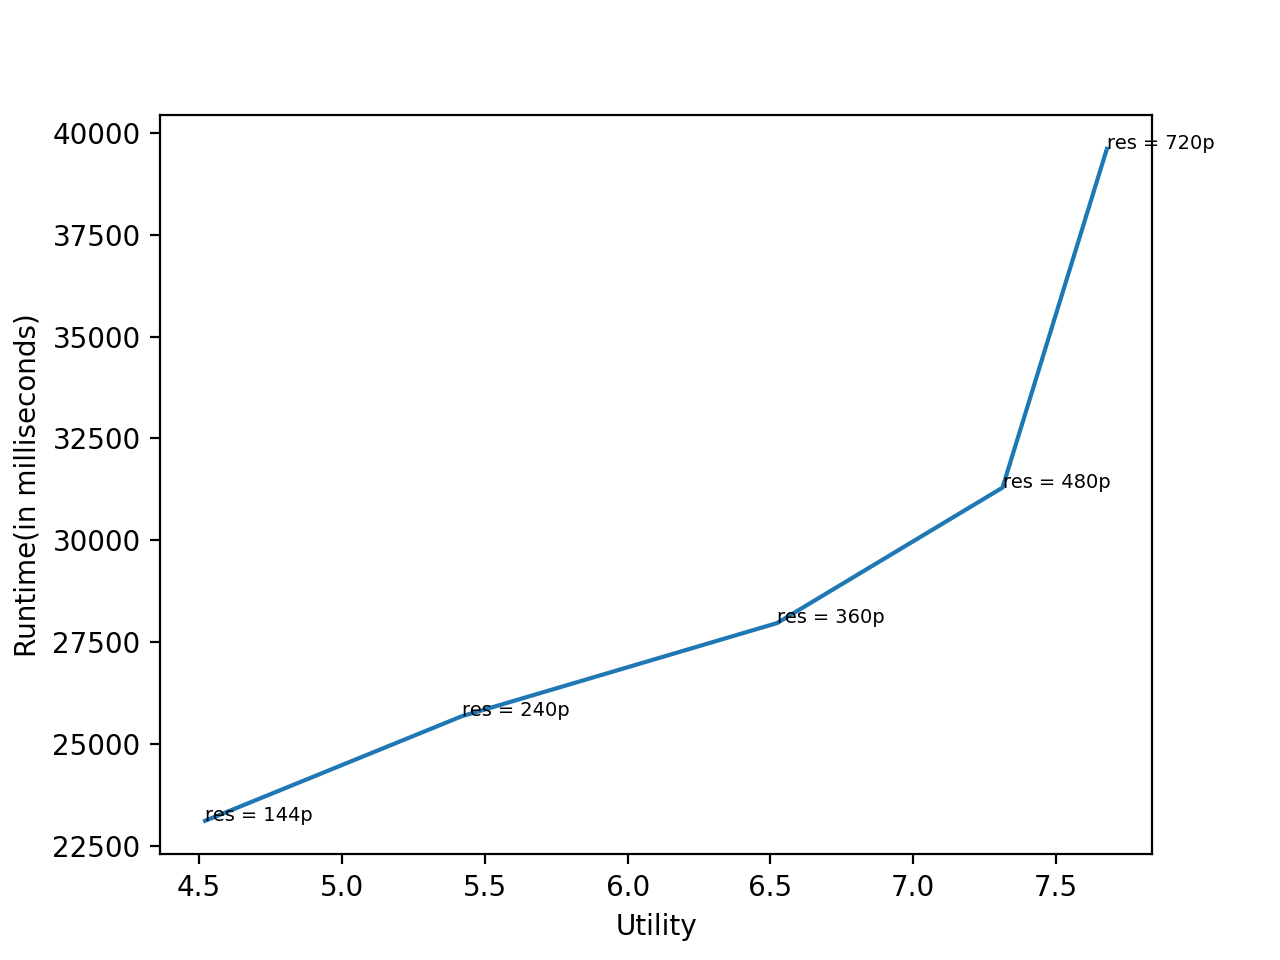 40000
37500
35000
32500
30000
27500
25000
22500
Runtime(in milliseconds)
res = 720p
res = 480p
res = 360p
res = 240p
res = 144p
4.5 5.0 5.5 6.0 6.5 7.0 7.5
Utility